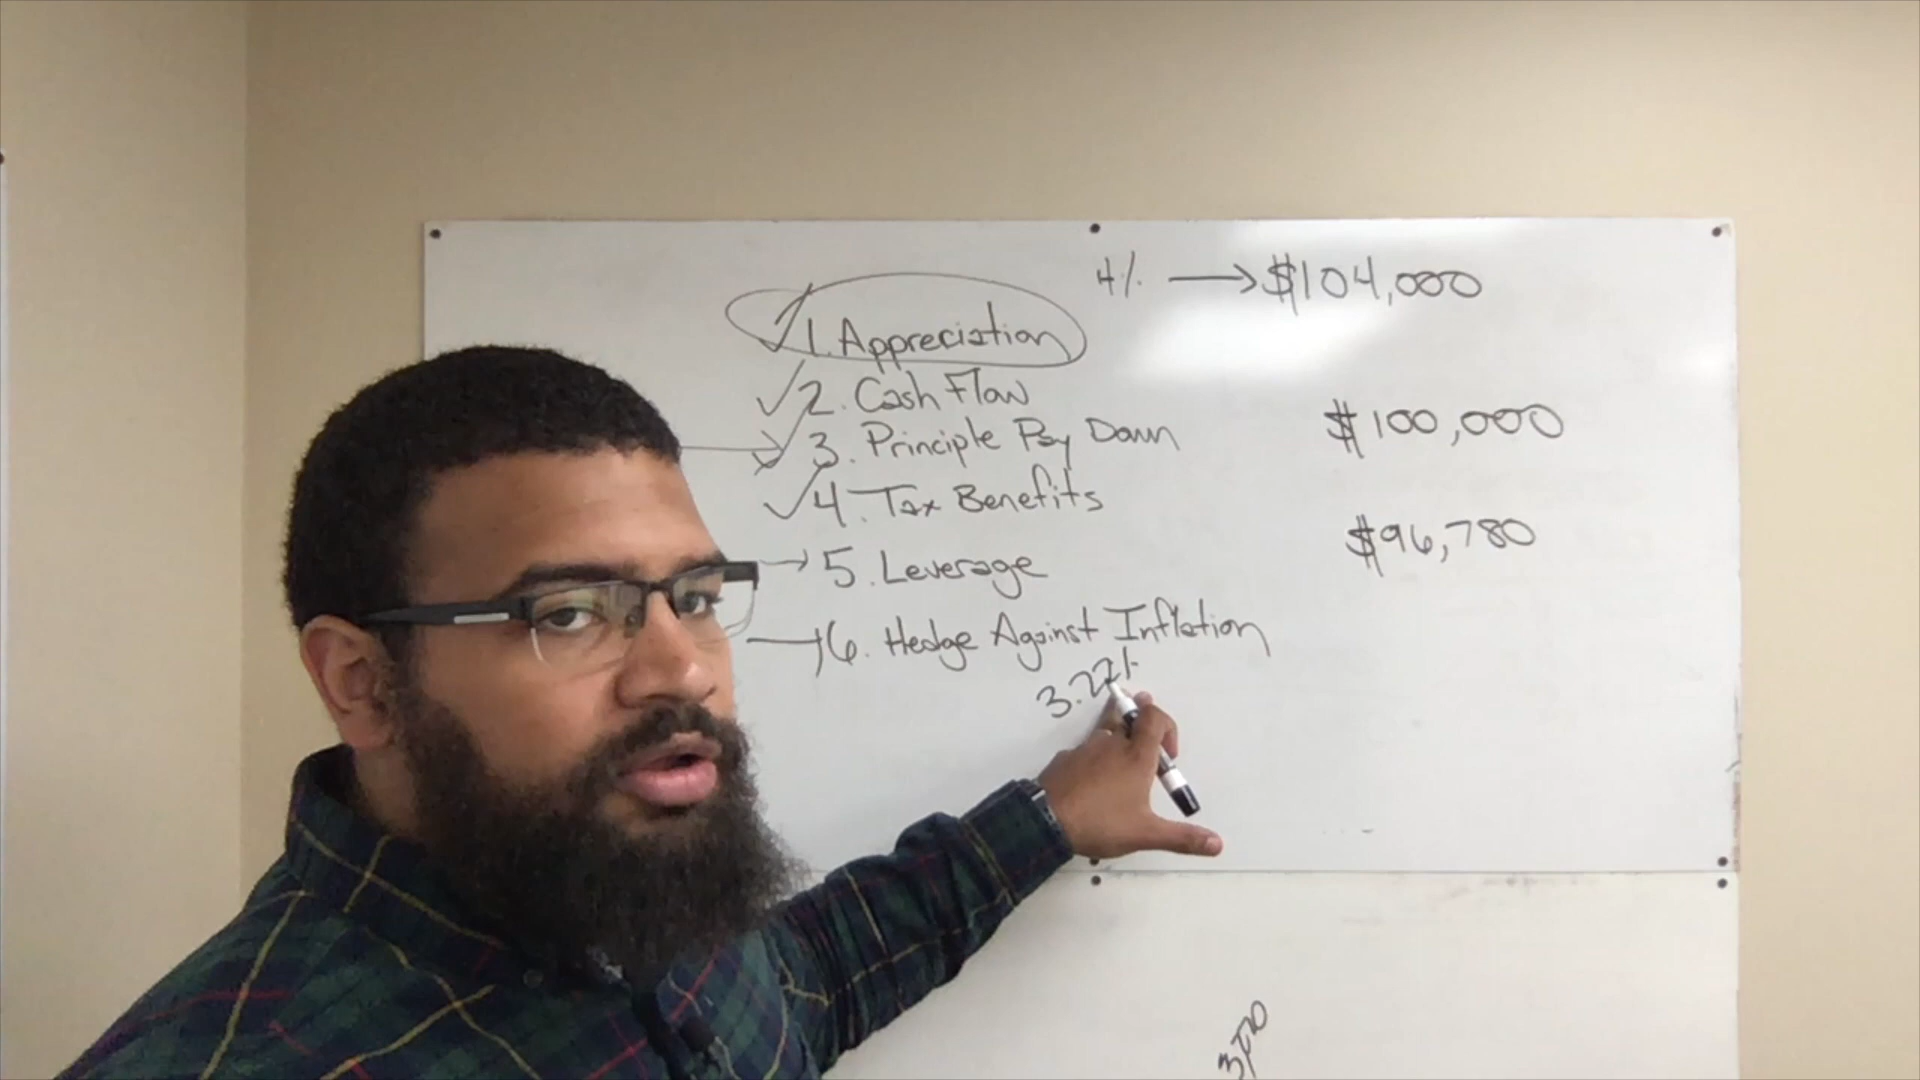 4% → $104,000
1. Appreciation
2. Cash Flow
$100,000
3. Principle Pay Down
4. Tax Benefits
$96,780
5. Leverage
6. Hedge Against Inflation
3.22%